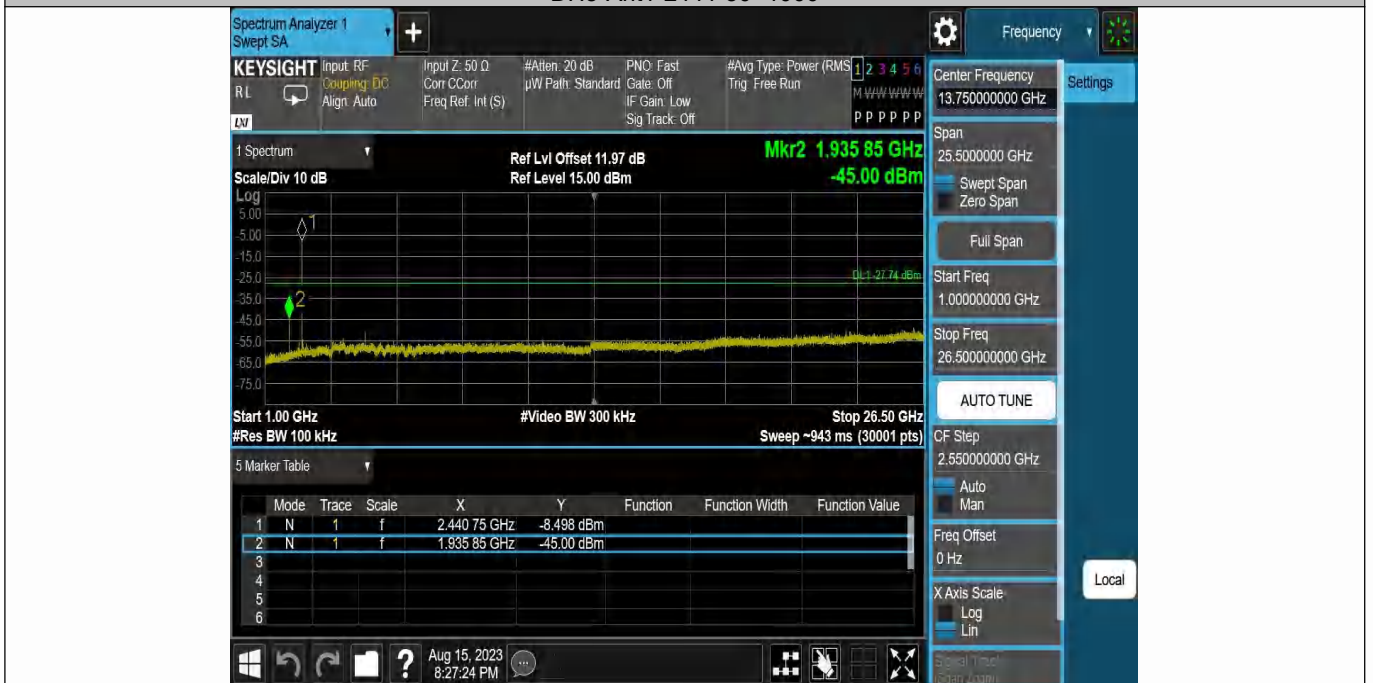 Spectrum Analyzer 1
Swept SA
+
Frequency
KEYSIGHT
RL
LXI
Input: RF
Coupling: DC
Align: Auto
Input Z: 50 Ω
Corr CCorr
Freq Ref: Int (S)
#Atten: 20 dB
µW Path: Standard
PNO: Fast
Gate: Off
IF Gain: Low
Sig Track: Off
#Avg Type: Power (RMS
Trig: Free Run
1 2 3 4 5 6
M W W W W W
P P P P P P
1 Spectrum
Scale/Div 10 dB
Ref Lvl Offset 11.97 dB
Ref Level 15.00 dBm
Mkr2 1.935 85 GHz
-45.00 dBm
Log
5.00
-5.00
-15.0
-25.0
-35.0
-45.0
-55.0
-65.0
-75.0
1
2
DL1 -27.74 dBm
Start 1.00 GHz
#Video BW 300 kHz
Stop 26.50 GHz
#Res BW 100 kHz
Sweep ~943 ms (30001 pts)
5 Marker Table
Mode Trace Scale X Y Function Function Width Function Value
1 N 1 f 2.440 75 GHz -8.498 dBm
2 N 1 f 1.935 85 GHz -45.00 dBm
3
4
5
6
Aug 15, 2023
8:27:24 PM
Center Frequency
13.750000000 GHz
Settings
Span
25.5000000 GHz
Swept Span
Zero Span
Full Span
Start Freq
1.000000000 GHz
Stop Freq
26.500000000 GHz
AUTO TUNE
CF Step
2.550000000 GHz
Auto
Man
Freq Offset
0 Hz
X Axis Scale
Log
Lin
Local
Signal Track
(Span Zoom)